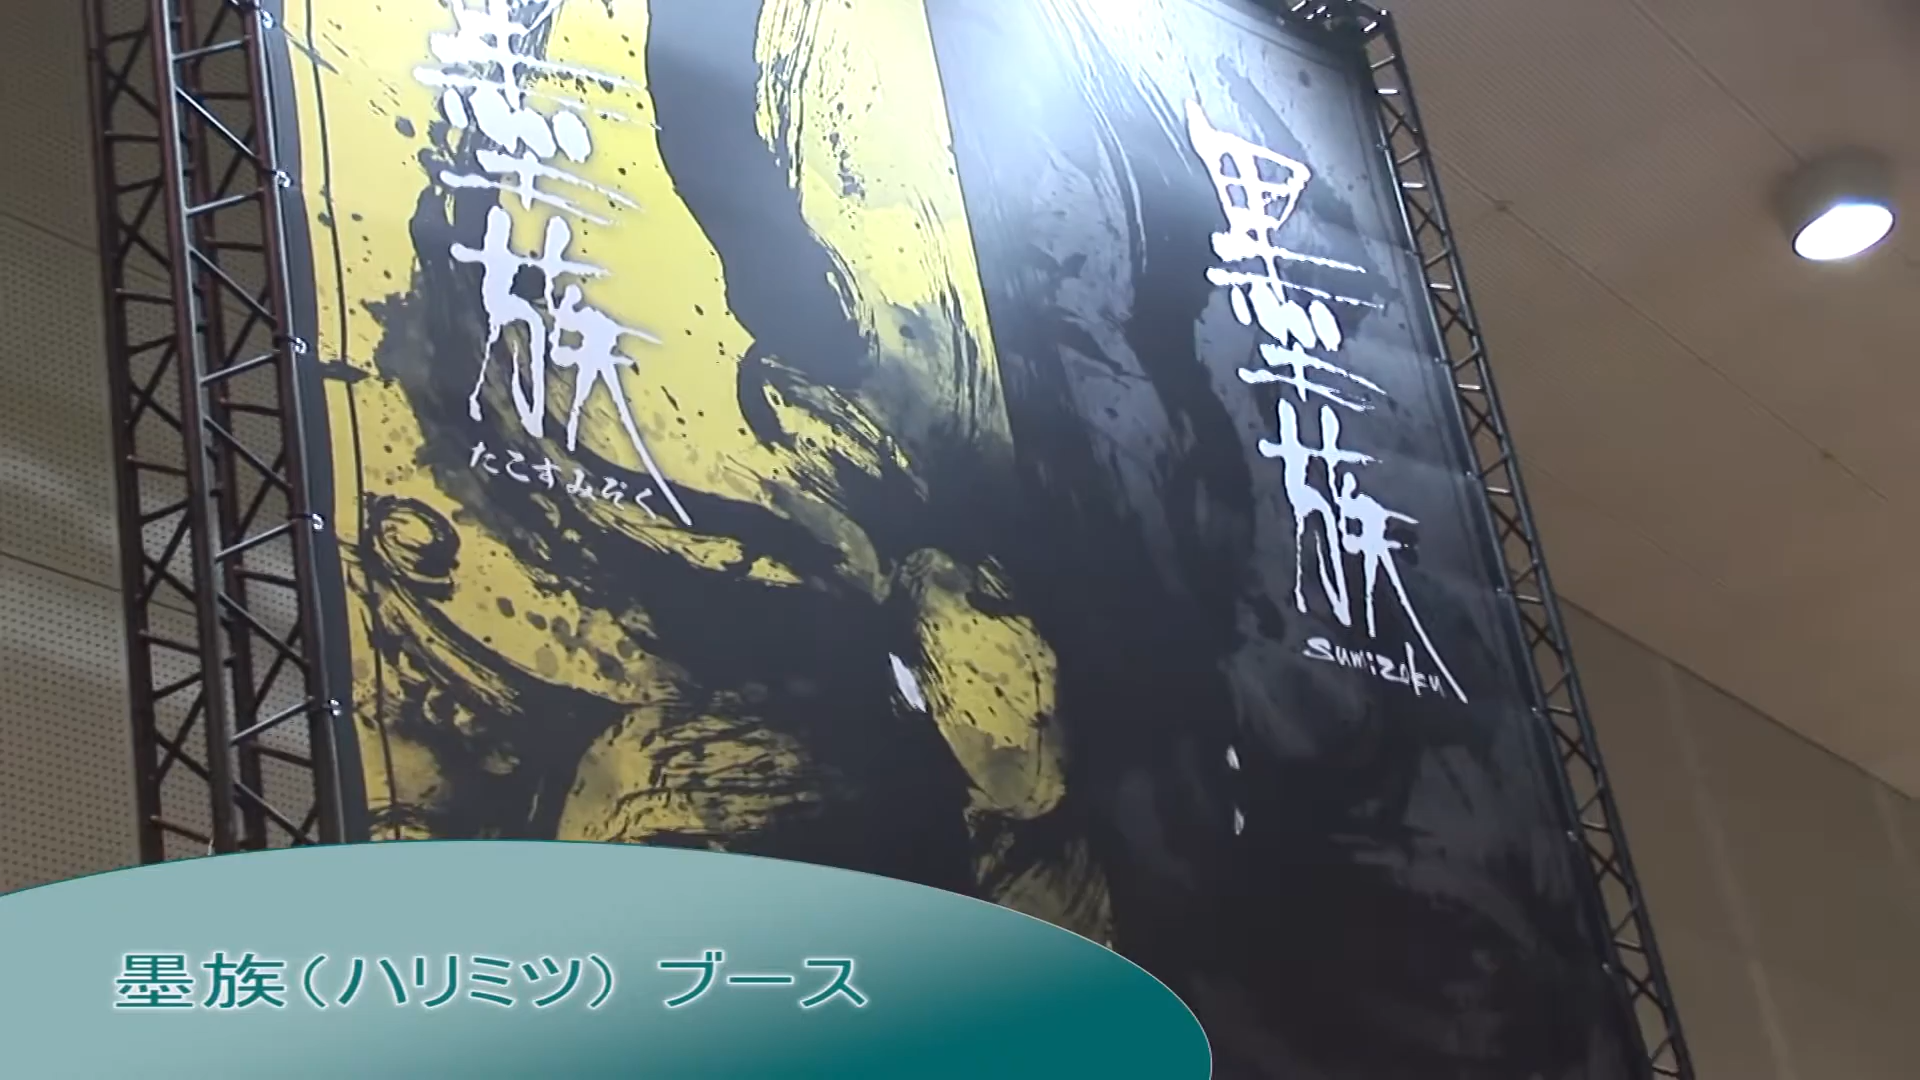 墨族
たこすみぞく
墨族
sumizoku
墨族(ハリミツ) ブース